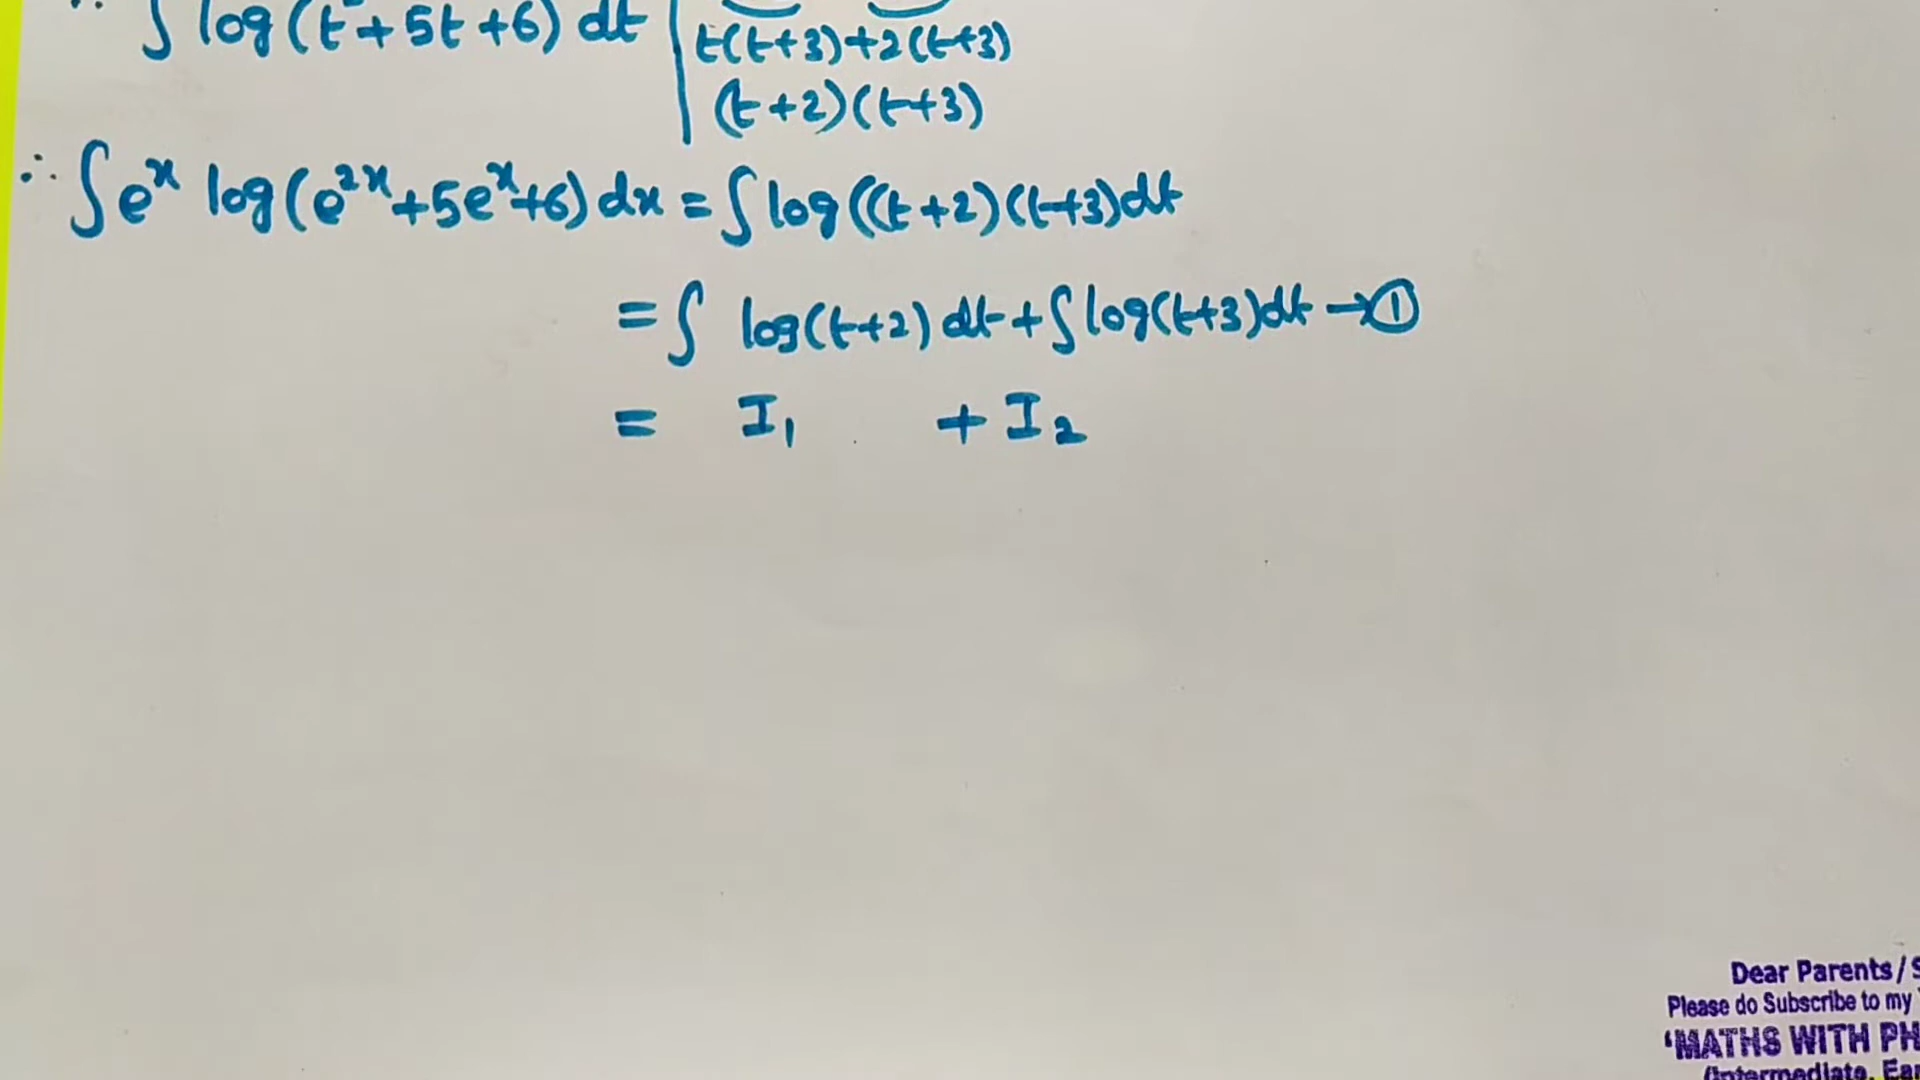 ∴ ∫ log(t²+5t+6) dt | t(t+3)+2(t+3)
(t+2)(t+3)
∴ ∫eˣ log(e²ˣ+5eˣ+6)dx = ∫log((t+2)(t+3)dt
= ∫ log(t+2) dt + ∫log(t+3)dt → ①
= I₁ + I₂
Dear Parents/S
Please do Subscribe to my
'MATHS WITH PH
(Intermediate, Ea